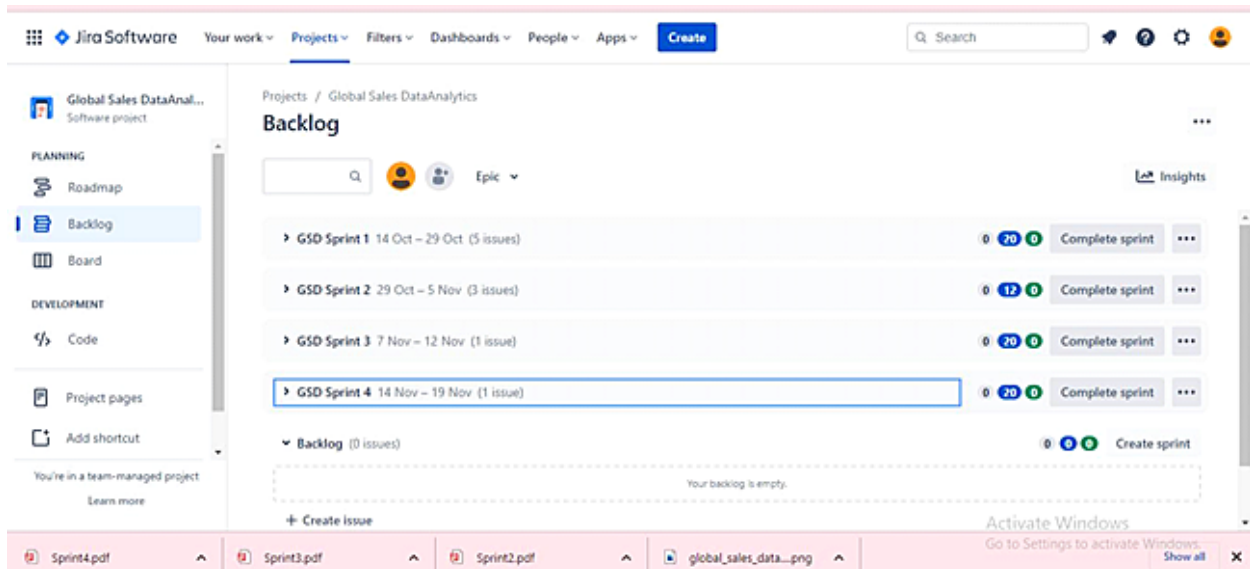 Jira Software Your work Projects Filters Dashboards People Apps Create Search
Global Sales DataAnal...
Software project
PLANNING
Roadmap
Backlog
Board
DEVELOPMENT
Code
Project pages
Add shortcut
You're in a team-managed project
Learn more
Projects / Global Sales DataAnalytics
Backlog
Epic Insights
GSD Sprint 1 14 Oct – 29 Oct (5 issues) 0 20 0 Complete sprint
GSD Sprint 2 29 Oct – 5 Nov (3 issues) 0 12 0 Complete sprint
GSD Sprint 3 7 Nov – 12 Nov (1 issue) 0 20 0 Complete sprint
GSD Sprint 4 14 Nov – 19 Nov (1 issue) 0 20 0 Complete sprint
Backlog (0 issues) 0 0 0 Create sprint
Your backlog is empty.
+ Create issue
Activate Windows
Go to Settings to activate Windows.
Sprint4.pdf Sprint3.pdf Sprint2.pdf global_sales_data....png Show all